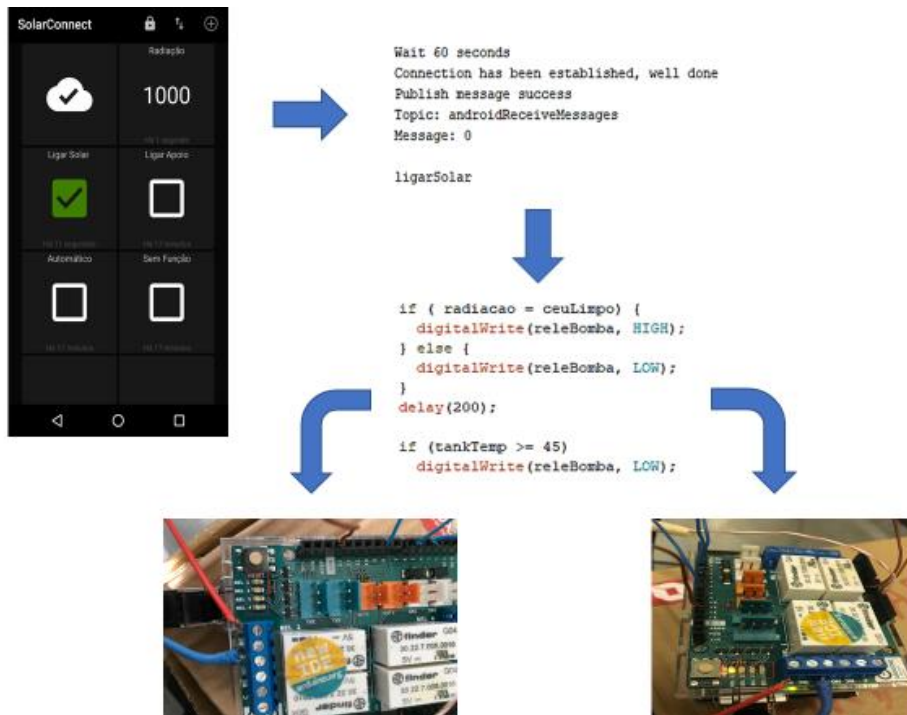 SolarConnect
Radiação
1000
Ligar Solar
Ligar Apoio
Automático
Sem Função
Wait 60 seconds
Connection has been established, well done
Publish message success
Topic: androidReceiveMessages
Message: 0
ligarSolar
if ( radiacao = ceuLimpo) {
digitalWrite(releBomba, HIGH);
} else {
digitalWrite(releBomba, LOW);
}
delay(200);
if (tankTemp >= 45)
digitalWrite(releBomba, LOW);
finder
finder
finder